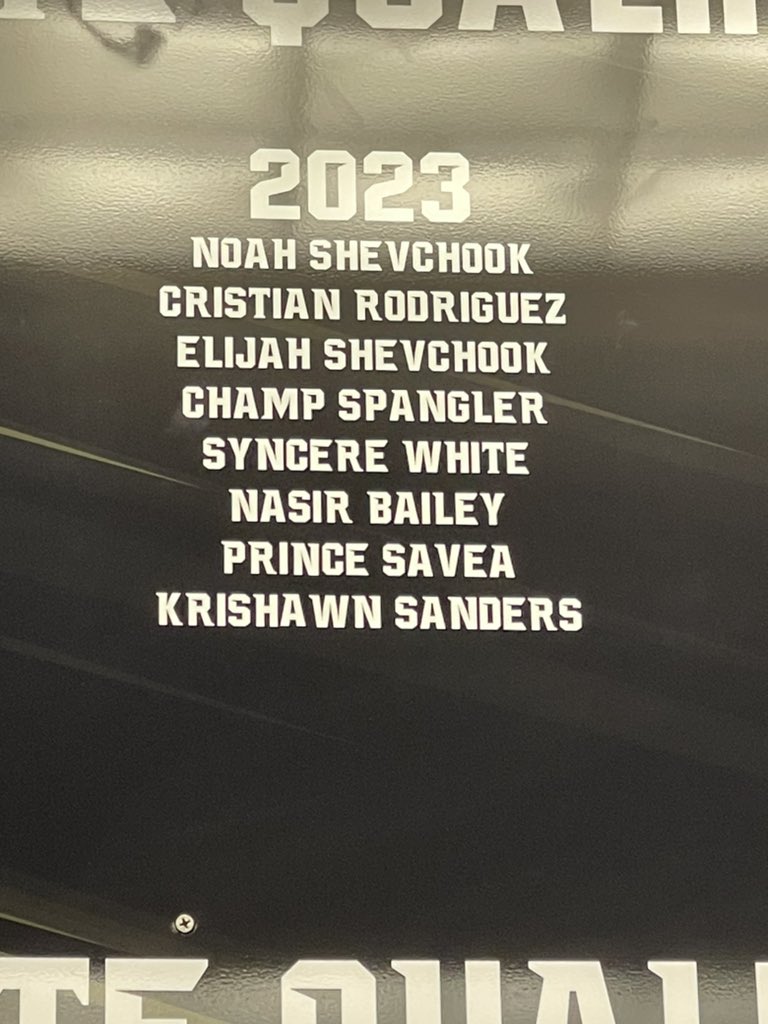 2023
NOAH SHEVCHOOK
CRISTIAN RODRIGUEZ
ELIJAH SHEVCHOOK
CHAMP SPANGLER
SYNCERE WHITE
NASIR BAILEY
PRINCE SAVEA
KRISHAWN SANDERS